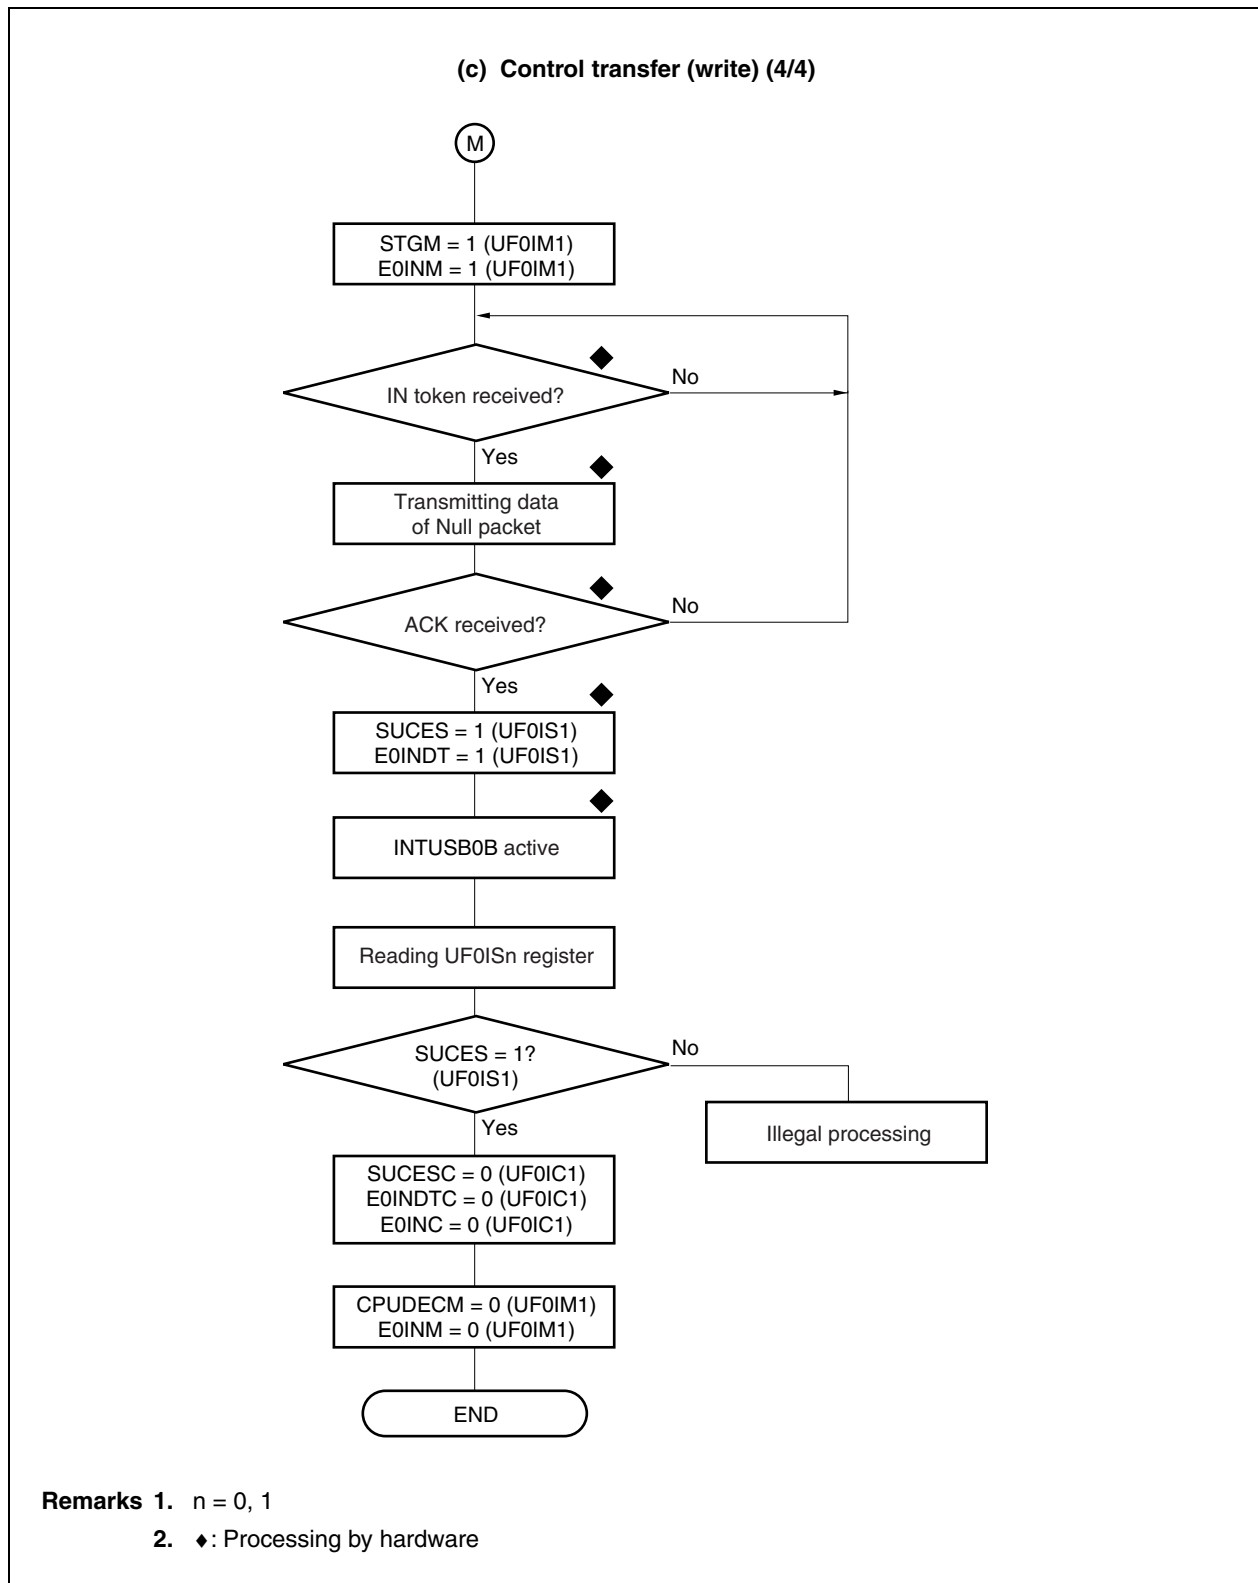 (c) Control transfer (write) (4/4)
M
STGM = 1 (UF0IM1)
E0INM = 1 (UF0IM1)
IN token received?
No
Yes
Transmitting data
of Null packet
ACK received?
No
Yes
SUCES = 1 (UF0IS1)
E0INDT = 1 (UF0IS1)
INTUSB0B active
Reading UF0ISn register
SUCES = 1?
(UF0IS1)
No
Illegal processing
Yes
SUCESC = 0 (UF0IC1)
E0INDTC = 0 (UF0IC1)
E0INC = 0 (UF0IC1)
CPUDECM = 0 (UF0IM1)
E0INM = 0 (UF0IM1)
END
Remarks 1. n = 0, 1
2. ♦: Processing by hardware